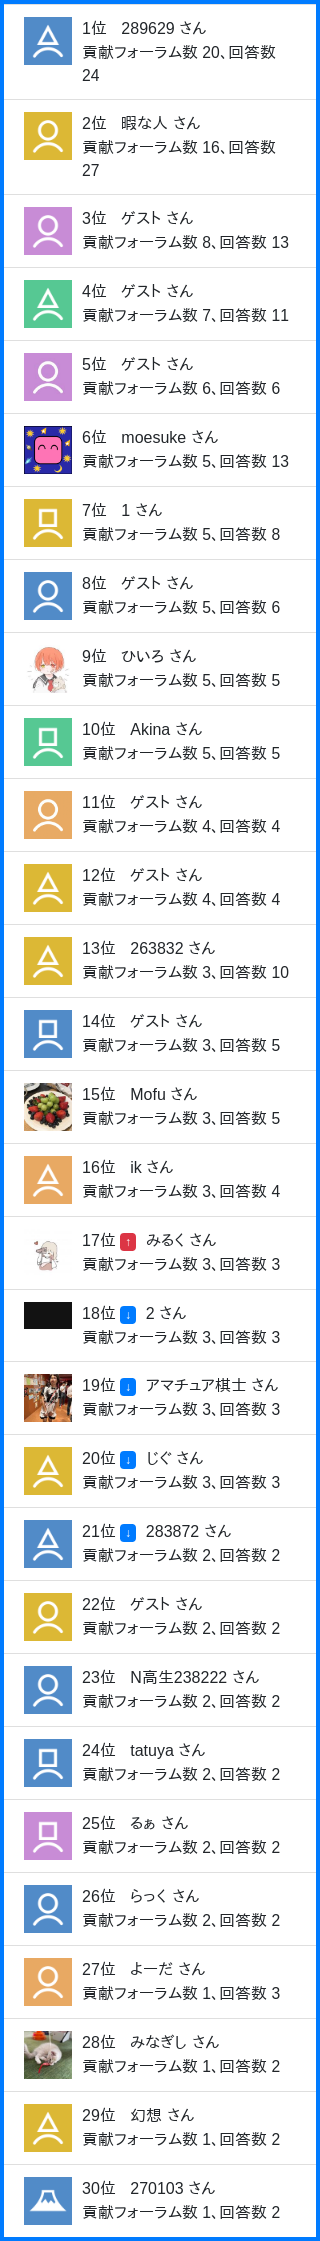 1位 289629 さん
貢献フォーラム数 20、回答数
24
2位 暇な人 さん
貢献フォーラム数 16、回答数
27
3位 ゲスト さん
貢献フォーラム数 8、回答数 13
4位 ゲスト さん
貢献フォーラム数 7、回答数 11
5位 ゲスト さん
貢献フォーラム数 6、回答数 6
6位 moesuke さん
貢献フォーラム数 5、回答数 13
7位 1 さん
貢献フォーラム数 5、回答数 8
8位 ゲスト さん
貢献フォーラム数 5、回答数 6
9位 ひいろ さん
貢献フォーラム数 5、回答数 5
10位 Akina さん
貢献フォーラム数 5、回答数 5
11位 ゲスト さん
貢献フォーラム数 4、回答数 4
12位 ゲスト さん
貢献フォーラム数 4、回答数 4
13位 263832 さん
貢献フォーラム数 3、回答数 10
14位 ゲスト さん
貢献フォーラム数 3、回答数 5
15位 Mofu さん
貢献フォーラム数 3、回答数 5
16位 ik さん
貢献フォーラム数 3、回答数 4
17位 ↑ みるく さん
貢献フォーラム数 3、回答数 3
18位 ↓ 2 さん
貢献フォーラム数 3、回答数 3
19位 ↓ アマチュア棋士 さん
貢献フォーラム数 3、回答数 3
20位 ↓ じぐ さん
貢献フォーラム数 3、回答数 3
21位 ↓ 283872 さん
貢献フォーラム数 2、回答数 2
22位 ゲスト さん
貢献フォーラム数 2、回答数 2
23位 N高生238222 さん
貢献フォーラム数 2、回答数 2
24位 tatuya さん
貢献フォーラム数 2、回答数 2
25位 るぁ さん
貢献フォーラム数 2、回答数 2
26位 らっく さん
貢献フォーラム数 2、回答数 2
27位 よーだ さん
貢献フォーラム数 1、回答数 3
28位 みなぎし さん
貢献フォーラム数 1、回答数 2
29位 幻想 さん
貢献フォーラム数 1、回答数 2
30位 270103 さん
貢献フォーラム数 1、回答数 2